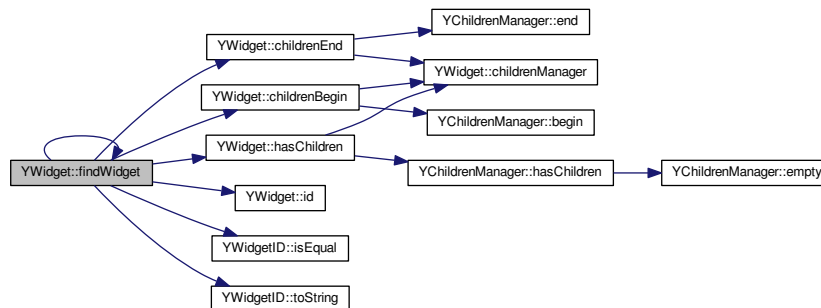 YWidget::findWidget
YWidget::childrenEnd
YWidget::childrenBegin
YWidget::hasChildren
YWidget::id
YWidgetID::isEqual
YWidgetID::toString
YChildrenManager::end
YWidget::childrenManager
YChildrenManager::begin
YChildrenManager::hasChildren
YChildrenManager::empty